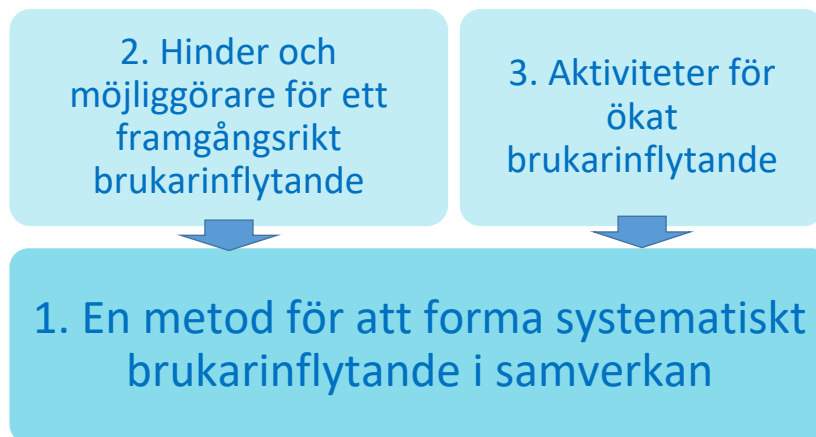 2. Hinder och
möjliggörare för ett
framgångsrikt
brukarinflytande
3. Aktiviteter för
ökat
brukarinflytande
1. En metod för att forma systematiskt
brukarinflytande i samverkan